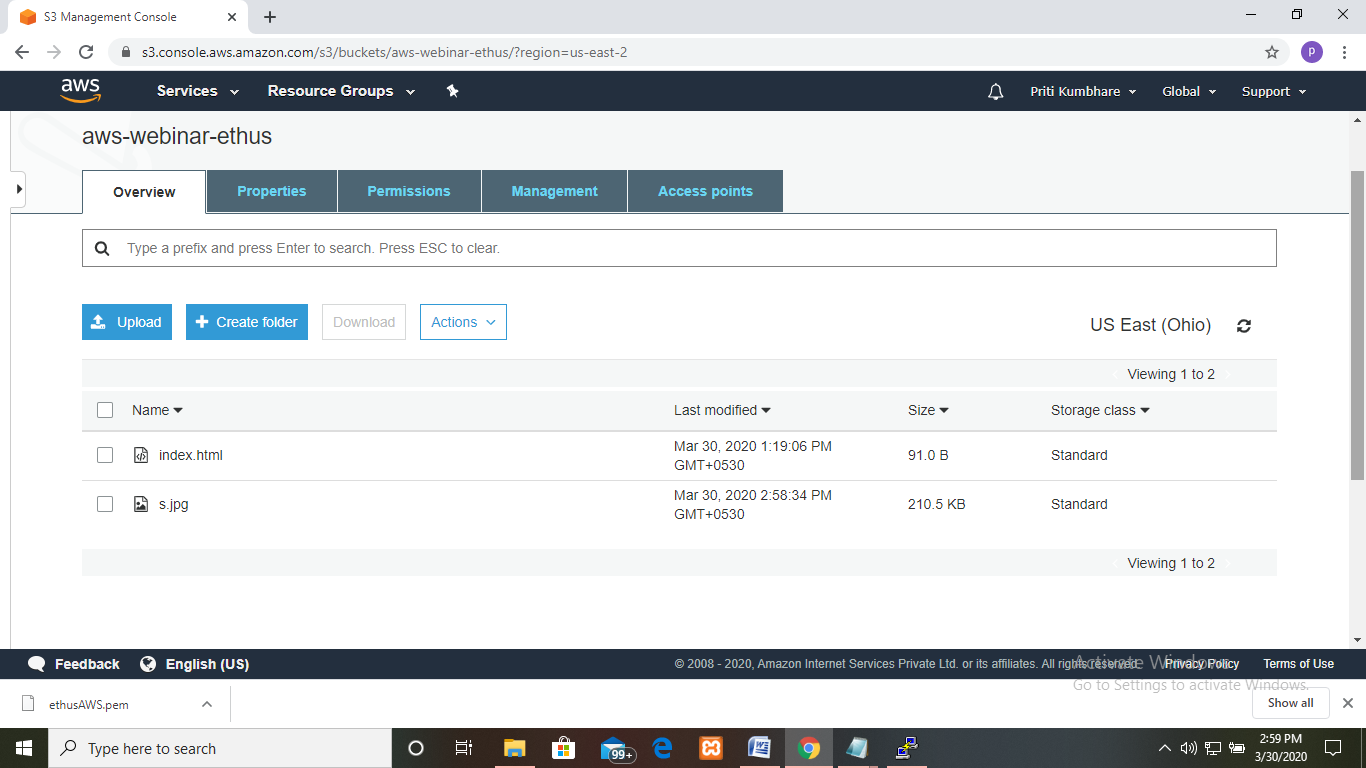 S3 Management Console
s3.console.aws.amazon.com/s3/buckets/aws-webinar-ethus/?region=us-east-2
p
aws Services Resource Groups Priti Kumbhare Global Support
aws-webinar-ethus
Overview Properties Permissions Management Access points
Type a prefix and press Enter to search. Press ESC to clear.
Upload + Create folder Download Actions US East (Ohio)
Viewing 1 to 2
Name Last modified Size Storage class
index.html Mar 30, 2020 1:19:06 PM GMT+0530 91.0 B Standard
s.jpg Mar 30, 2020 2:58:34 PM GMT+0530 210.5 KB Standard
Viewing 1 to 2
Feedback English (US) © 2008 - 2020, Amazon Internet Services Private Ltd. or its affiliates. All rights reserved. Privacy Policy Terms of Use
Activate Windows
Go to Settings to activate Windows.
ethusAWS.pem Show all
Type here to search 99+ 2:59 PM
3/30/2020